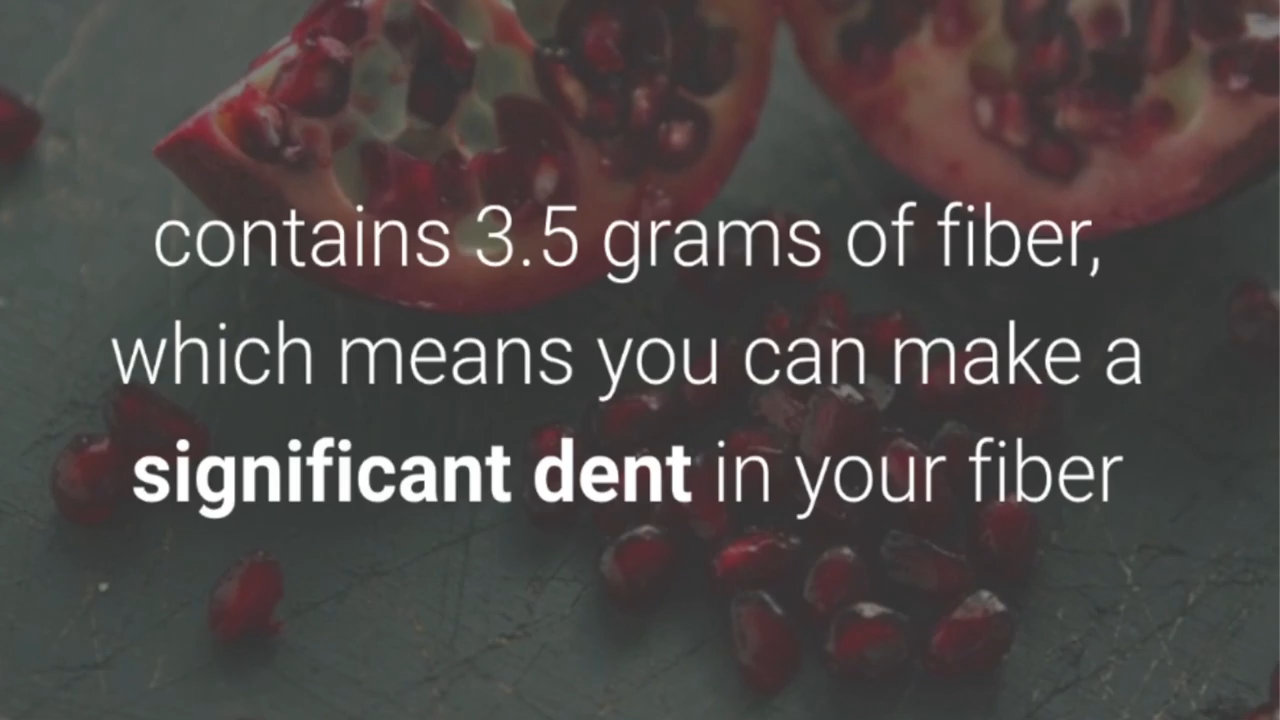 contains 3.5 grams of fiber,
which means you can make a
significant dent in your fiber